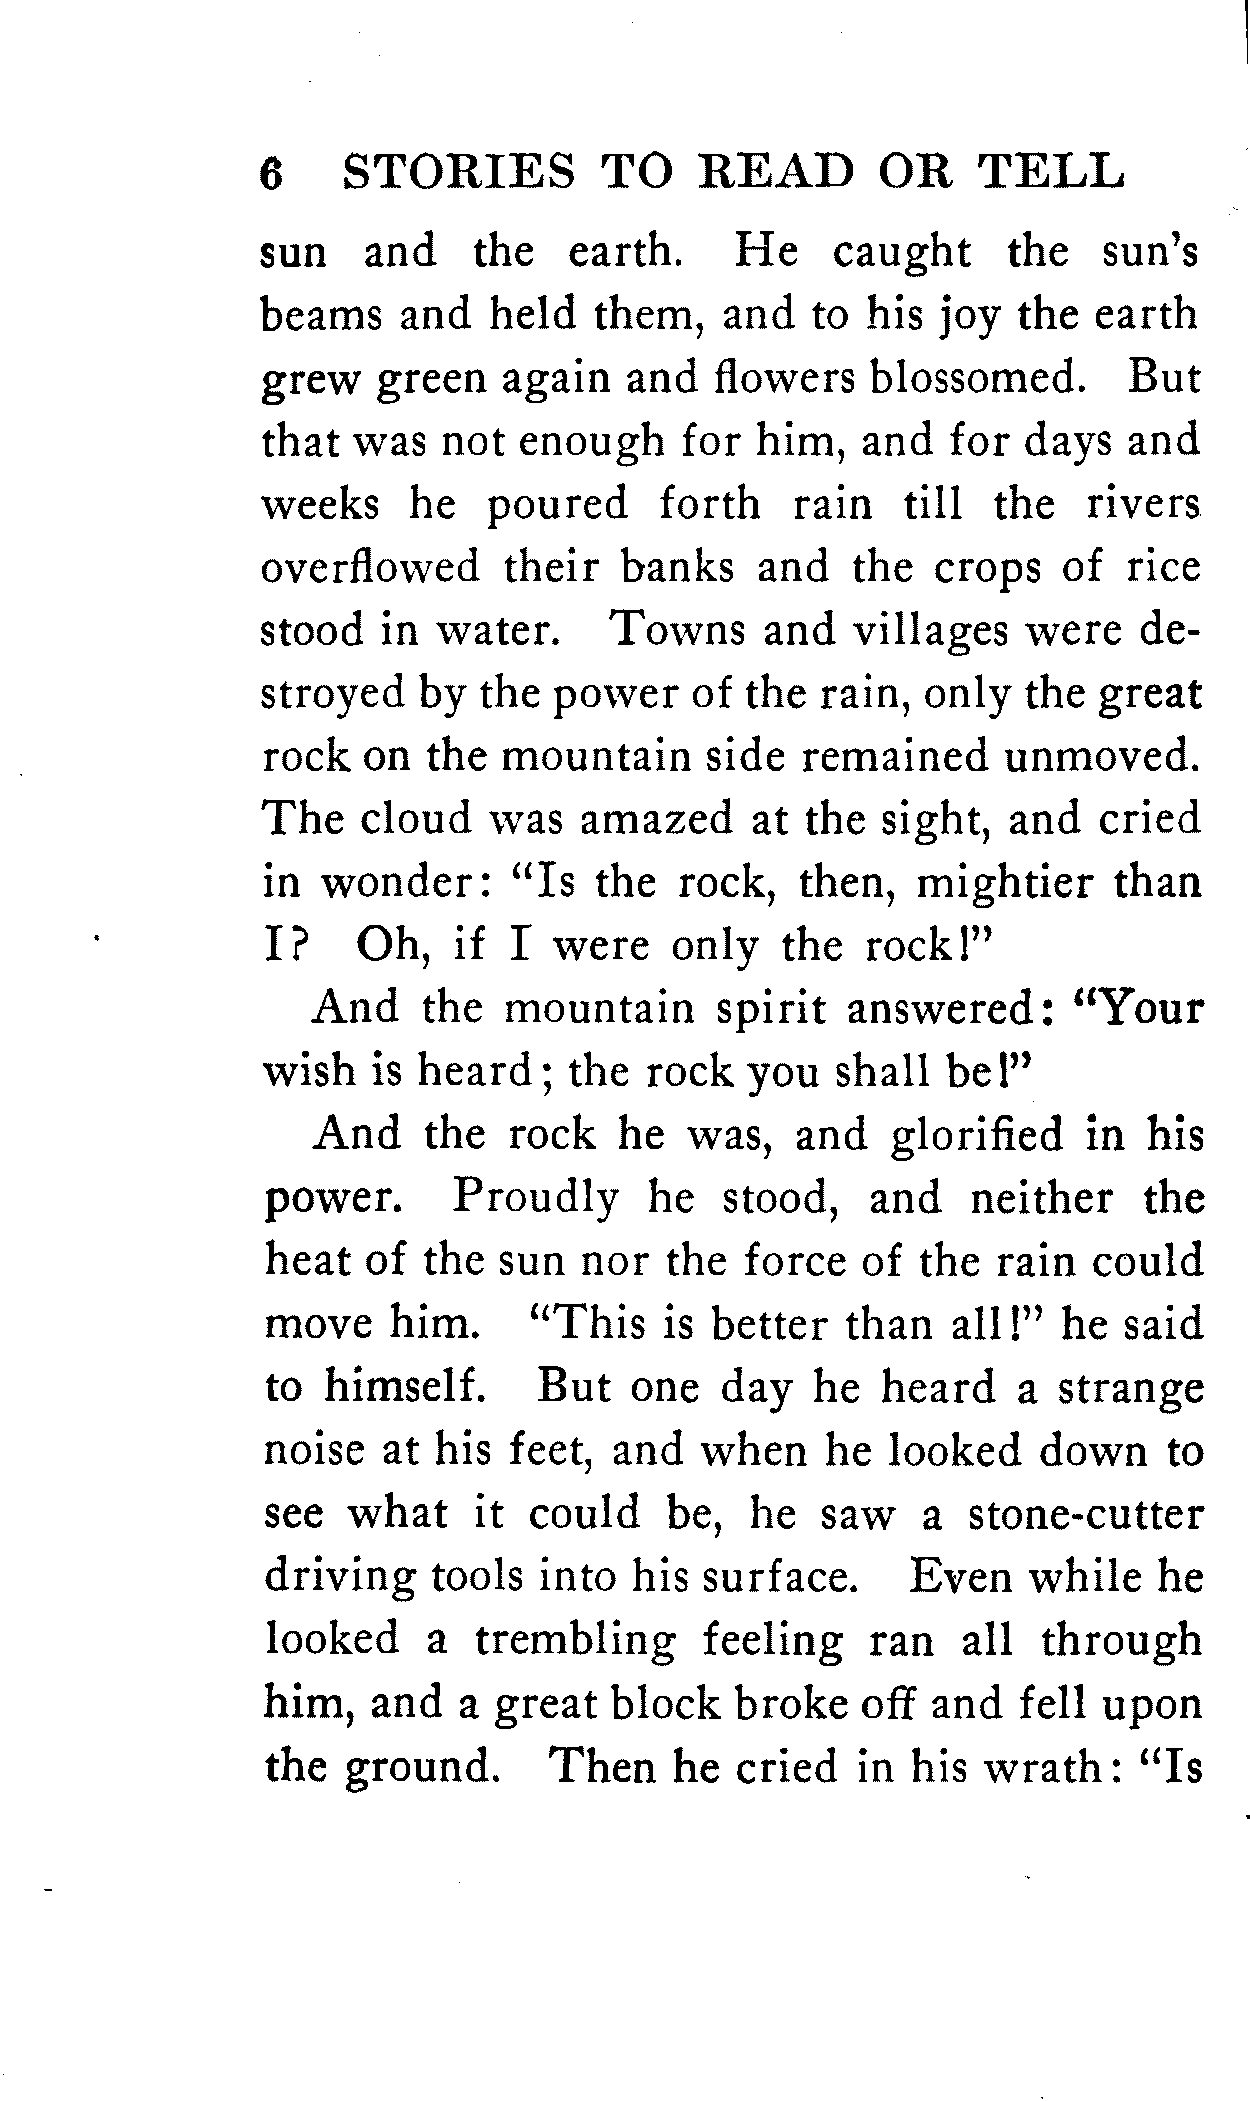 6 STORIES TO READ OR TELL
sun and the earth. He caught the sun's
beams and held them, and to his joy the earth
grew green again and flowers blossomed. But
that was not enough for him, and for days and
weeks he poured forth rain till the rivers
overflowed their banks and the crops of rice
stood in water. Towns and villages were de-
stroyed by the power of the rain, only the great
rock on the mountain side remained unmoved.
The cloud was amazed at the sight, and cried
in wonder: "Is the rock, then, mightier than
I? Oh, if I were only the rock!"
And the mountain spirit answered: "Your
wish is heard; the rock you shall be!"
And the rock he was, and glorified in his
power. Proudly he stood, and neither the
heat of the sun nor the force of the rain could
move him. "This is better than all!" he said
to himself. But one day he heard a strange
noise at his feet, and when he looked down to
see what it could be, he saw a stone-cutter
driving tools into his surface. Even while he
looked a trembling feeling ran all through
him, and a great block broke off and fell upon
the ground. Then he cried in his wrath: "Is